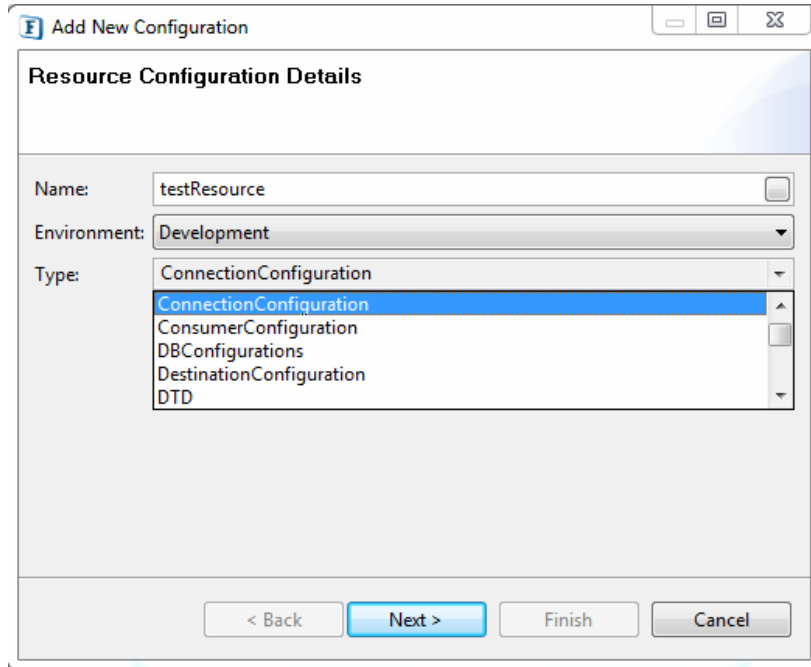 F Add New Configuration
Resource Configuration Details
Name: testResource
Environment: Development
Type: ConnectionConfiguration
ConnectionConfiguration
ConsumerConfiguration
DBConfigurations
DestinationConfiguration
DTD
< Back Next > Finish Cancel